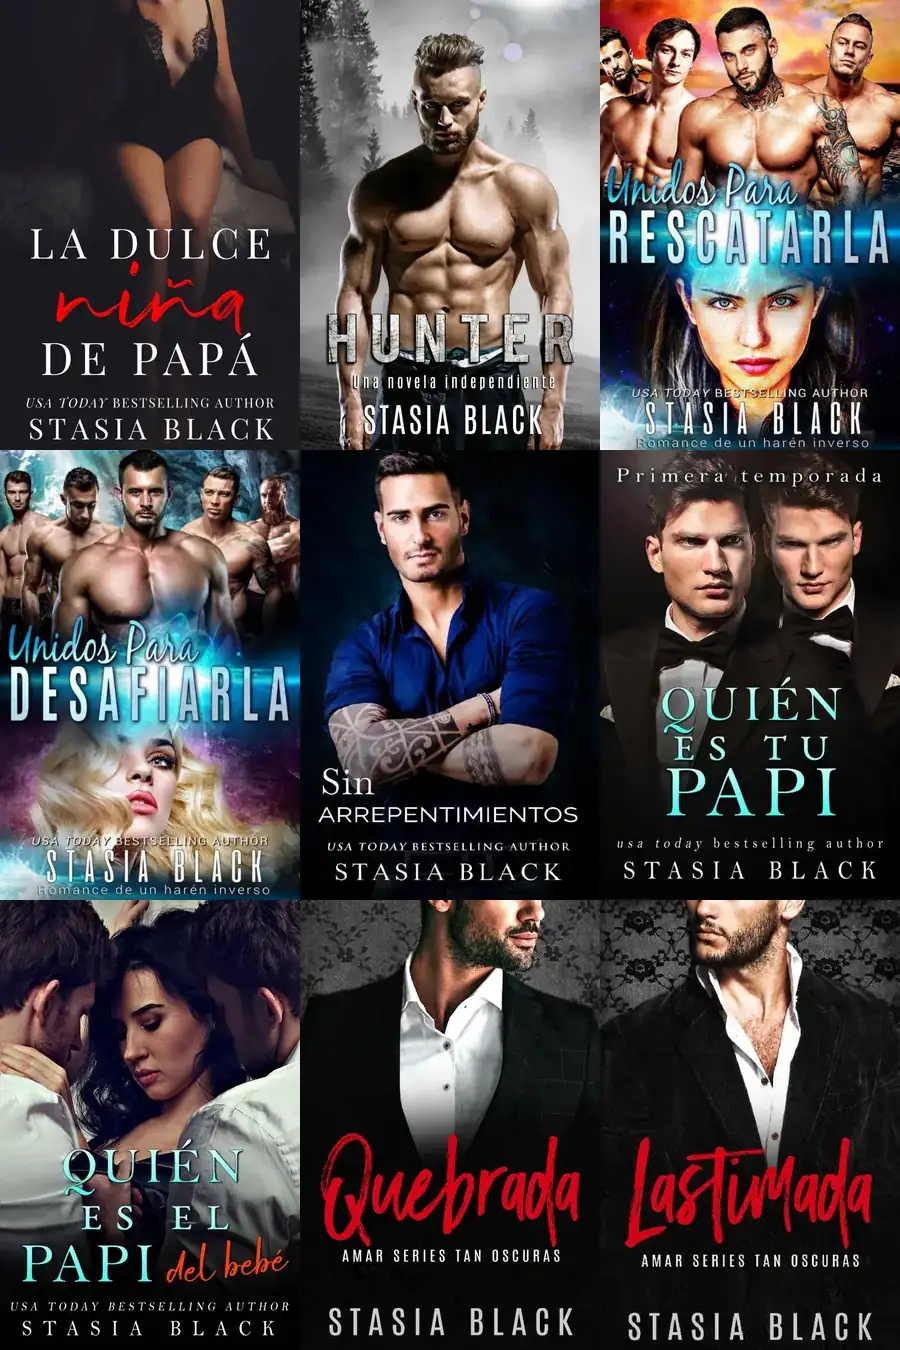 LA DULCE
niña
DE PAPÁ
USA TODAY BESTSELLING AUTHOR
STASIA BLACK
HUNTER
Una novela independiente
STASIA BLACK
Unidos Para
RESCATARLA
USA TODAY BESTSELLING AUTHOR
STASIA BLACK
Romance de un harén inverso
Unidos Para
DESAFIARLA
USA TODAY BESTSELLING AUTHOR
STASIA BLACK
Romance de un harén inverso
Sin
ARREPENTIMIENTOS
USA TODAY BESTSELLING AUTHOR
STASIA BLACK
Primera temporada
QUIÉN
ES TU
PAPI
usa today bestselling author
STASIA BLACK
QUIÉN
ES EL
PAPI del bebé
USA TODAY BESTSELLING AUTHOR
STASIA BLACK
Quebrada
AMAR SERIES TAN OSCURAS
STASIA BLACK
Lastimada
AMAR SERIES TAN OSCURAS
STASIA BLACK